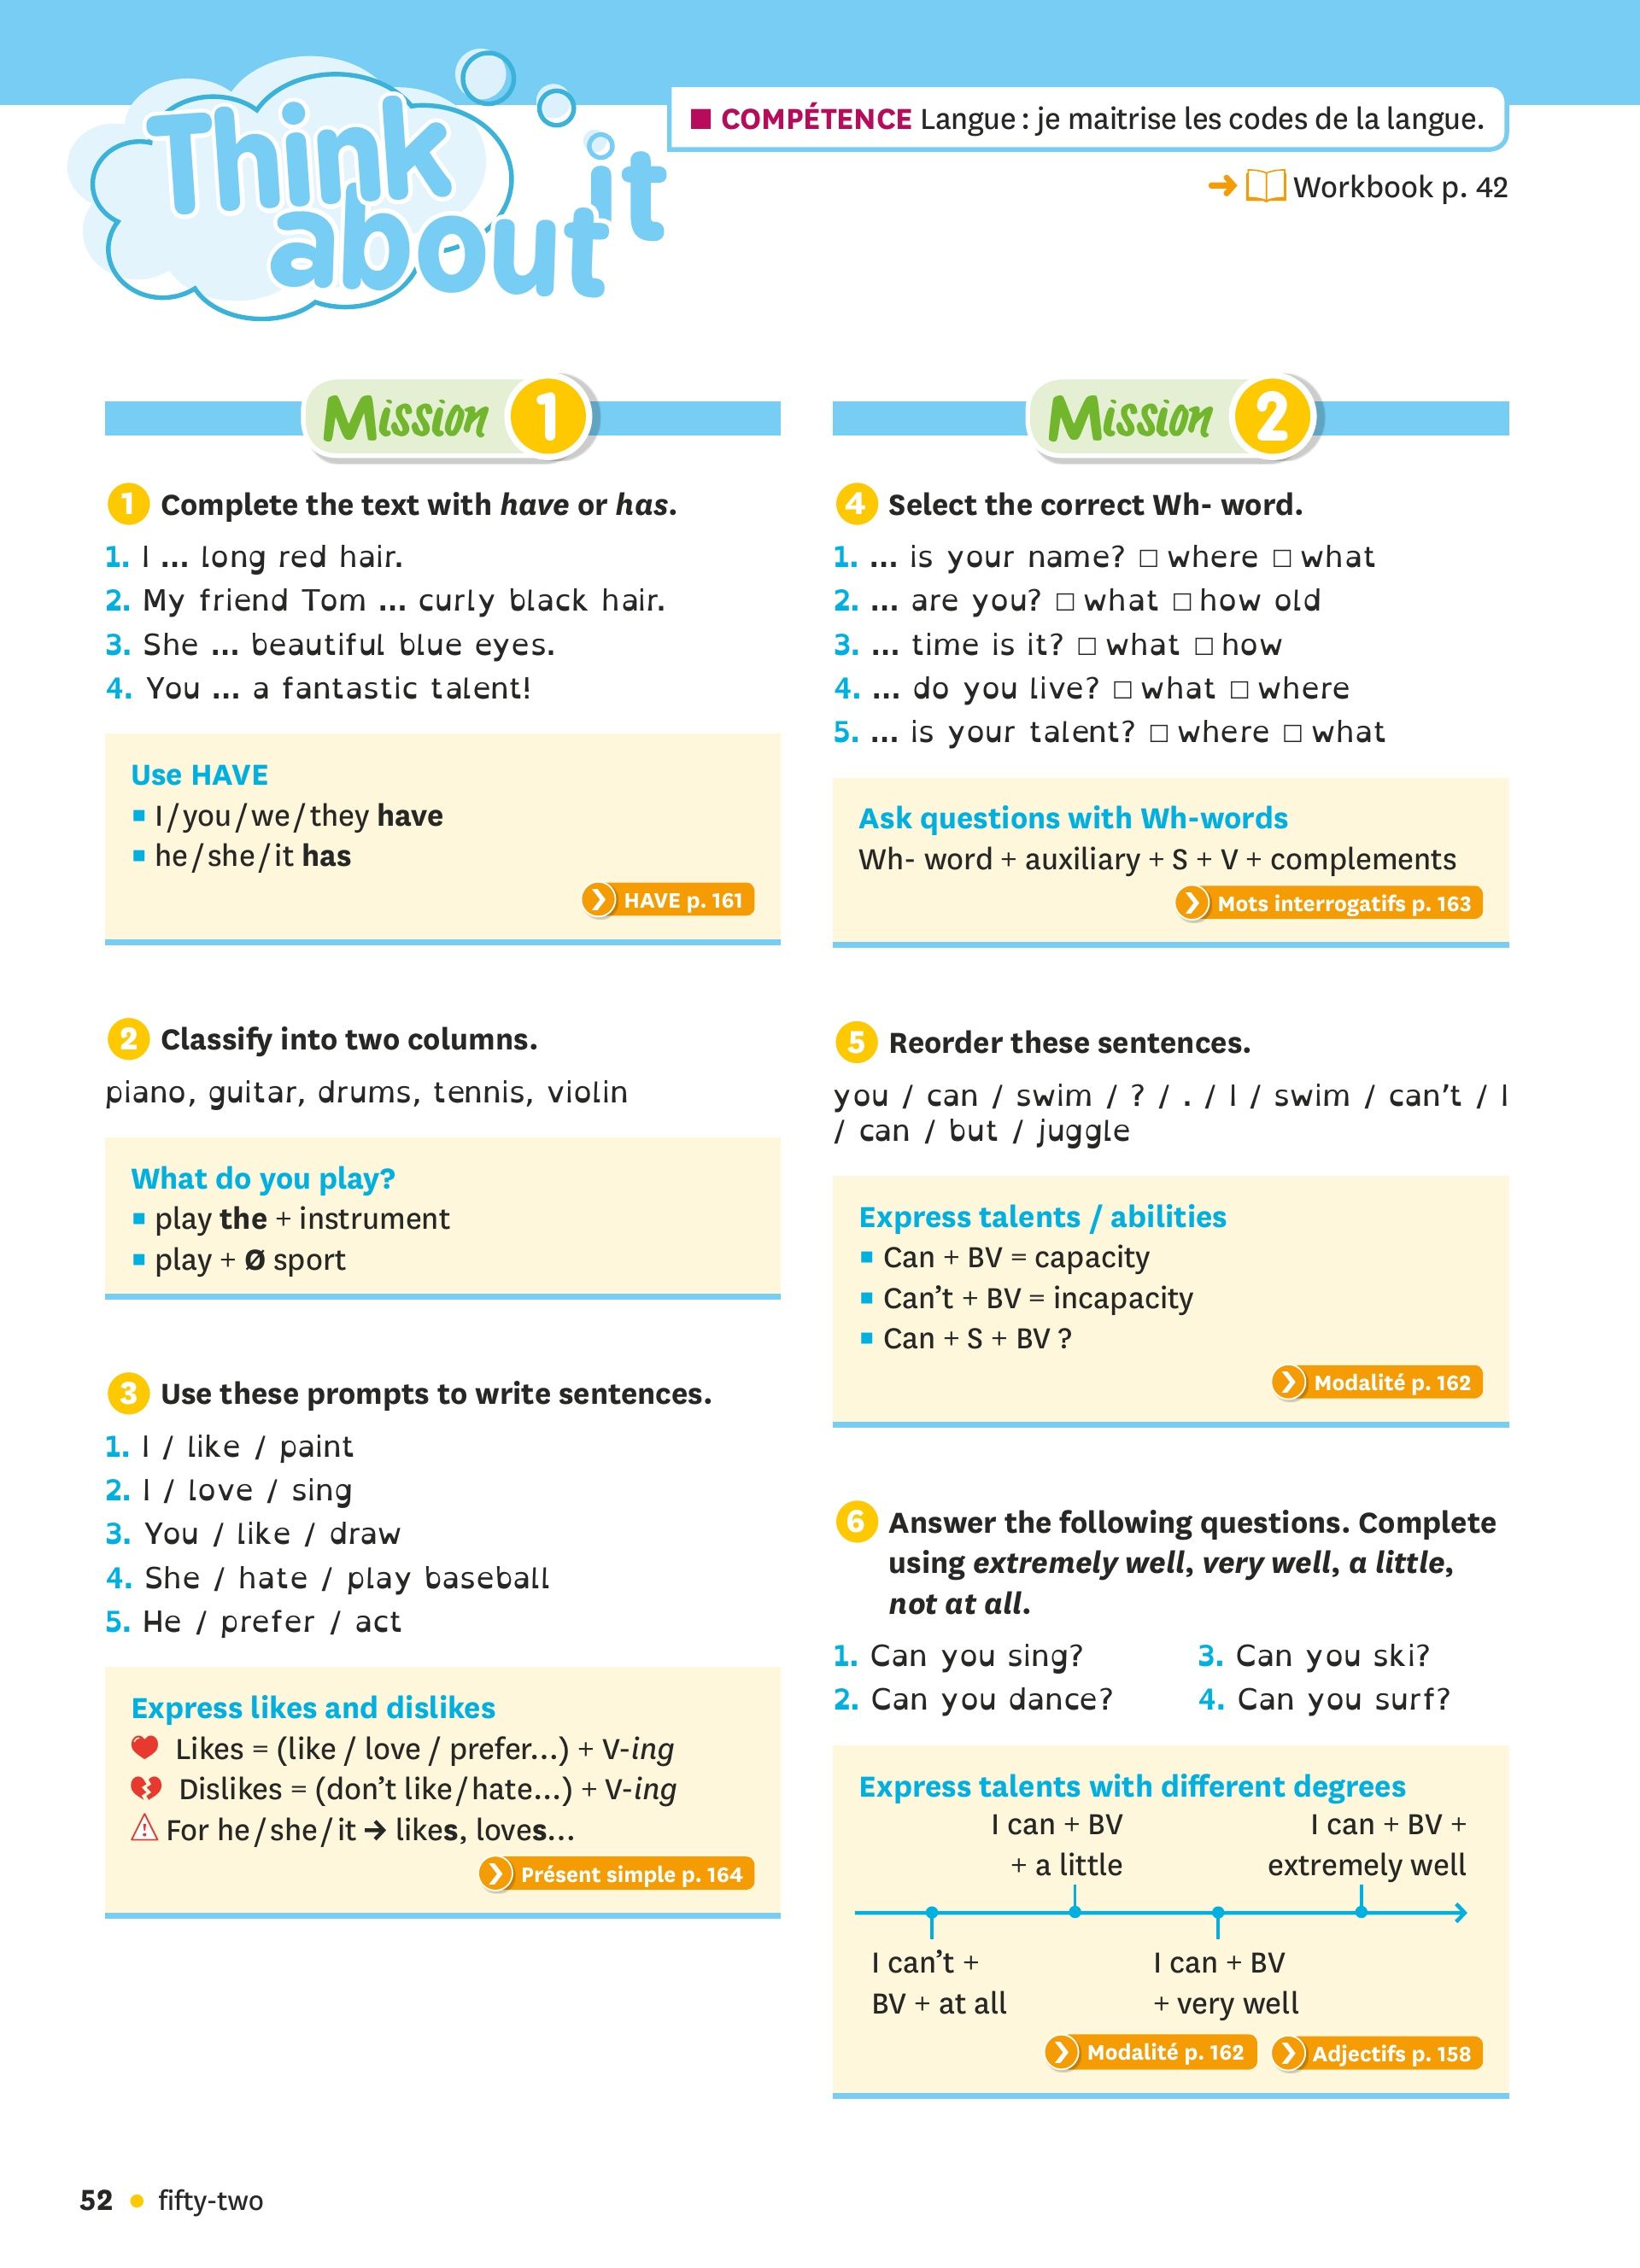 Think
about it
■ COMPÉTENCE Langue : je maitrise les codes de la langue.
➜ Workbook p. 42
Mission 1
1 Complete the text with have or has.
1. I ... long red hair.
2. My friend Tom ... curly black hair.
3. She ... beautiful blue eyes.
4. You ... a fantastic talent!
Use HAVE
▪ I / you / we / they have
▪ he / she / it has
HAVE p. 161
2 Classify into two columns.
piano, guitar, drums, tennis, violin
What do you play?
▪ play the + instrument
▪ play + Ø sport
3 Use these prompts to write sentences.
1. I / like / paint
2. I / love / sing
3. You / like / draw
4. She / hate / play baseball
5. He / prefer / act
Express likes and dislikes
Likes = (like / love / prefer...) + V-ing
Dislikes = (don't like / hate...) + V-ing
For he / she / it → likes, loves...
Présent simple p. 164
Mission 2
4 Select the correct Wh- word.
1. ... is your name? □ where □ what
2. ... are you? □ what □ how old
3. ... time is it? □ what □ how
4. ... do you live? □ what □ where
5. ... is your talent? □ where □ what
Ask questions with Wh-words
Wh- word + auxiliary + S + V + complements
Mots interrogatifs p. 163
5 Reorder these sentences.
you / can / swim / ? / . / I / swim / can't / I
/ can / but / juggle
Express talents / abilities
▪ Can + BV = capacity
▪ Can't + BV = incapacity
▪ Can + S + BV ?
Modalité p. 162
6 Answer the following questions. Complete
using extremely well, very well, a little,
not at all.
1. Can you sing?
2. Can you dance?
3. Can you ski?
4. Can you surf?
Express talents with different degrees
I can + BV
+ a little
I can + BV +
extremely well
I can't +
BV + at all
I can + BV
+ very well
Modalité p. 162
Adjectifs p. 158
52 • fifty-two